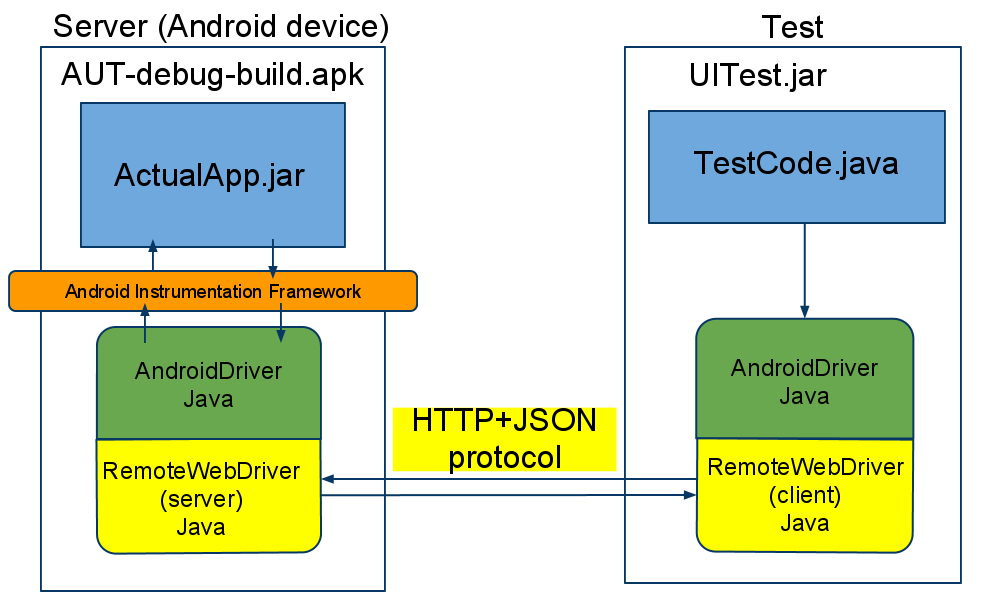 Server (Android device)
AUT-debug-build.apk
ActualApp.jar
Android Instrumentation Framework
AndroidDriver
Java
RemoteWebDriver
(server)
Java
HTTP+JSON
protocol
Test
UITest.jar
TestCode.java
AndroidDriver
Java
RemoteWebDriver
(client)
Java